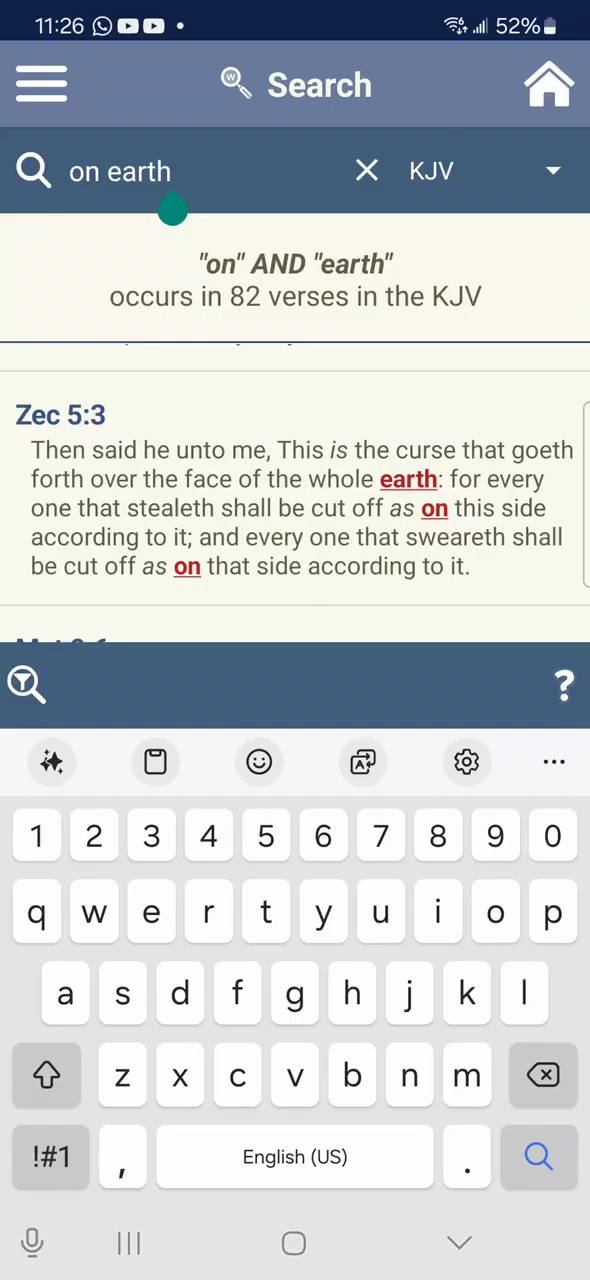 11:26 52%
Search
on earth KJV
"on" AND "earth"
occurs in 82 verses in the KJV
Zec 5:3
Then said he unto me, This is the curse that goeth
forth over the face of the whole earth: for every
one that stealeth shall be cut off as on this side
according to it; and every one that sweareth shall
be cut off as on that side according to it.
?
1 2 3 4 5 6 7 8 9 0
q w e r t y u i o p
a s d f g h j k l
z x c v b n m
!#1 , English (US) .